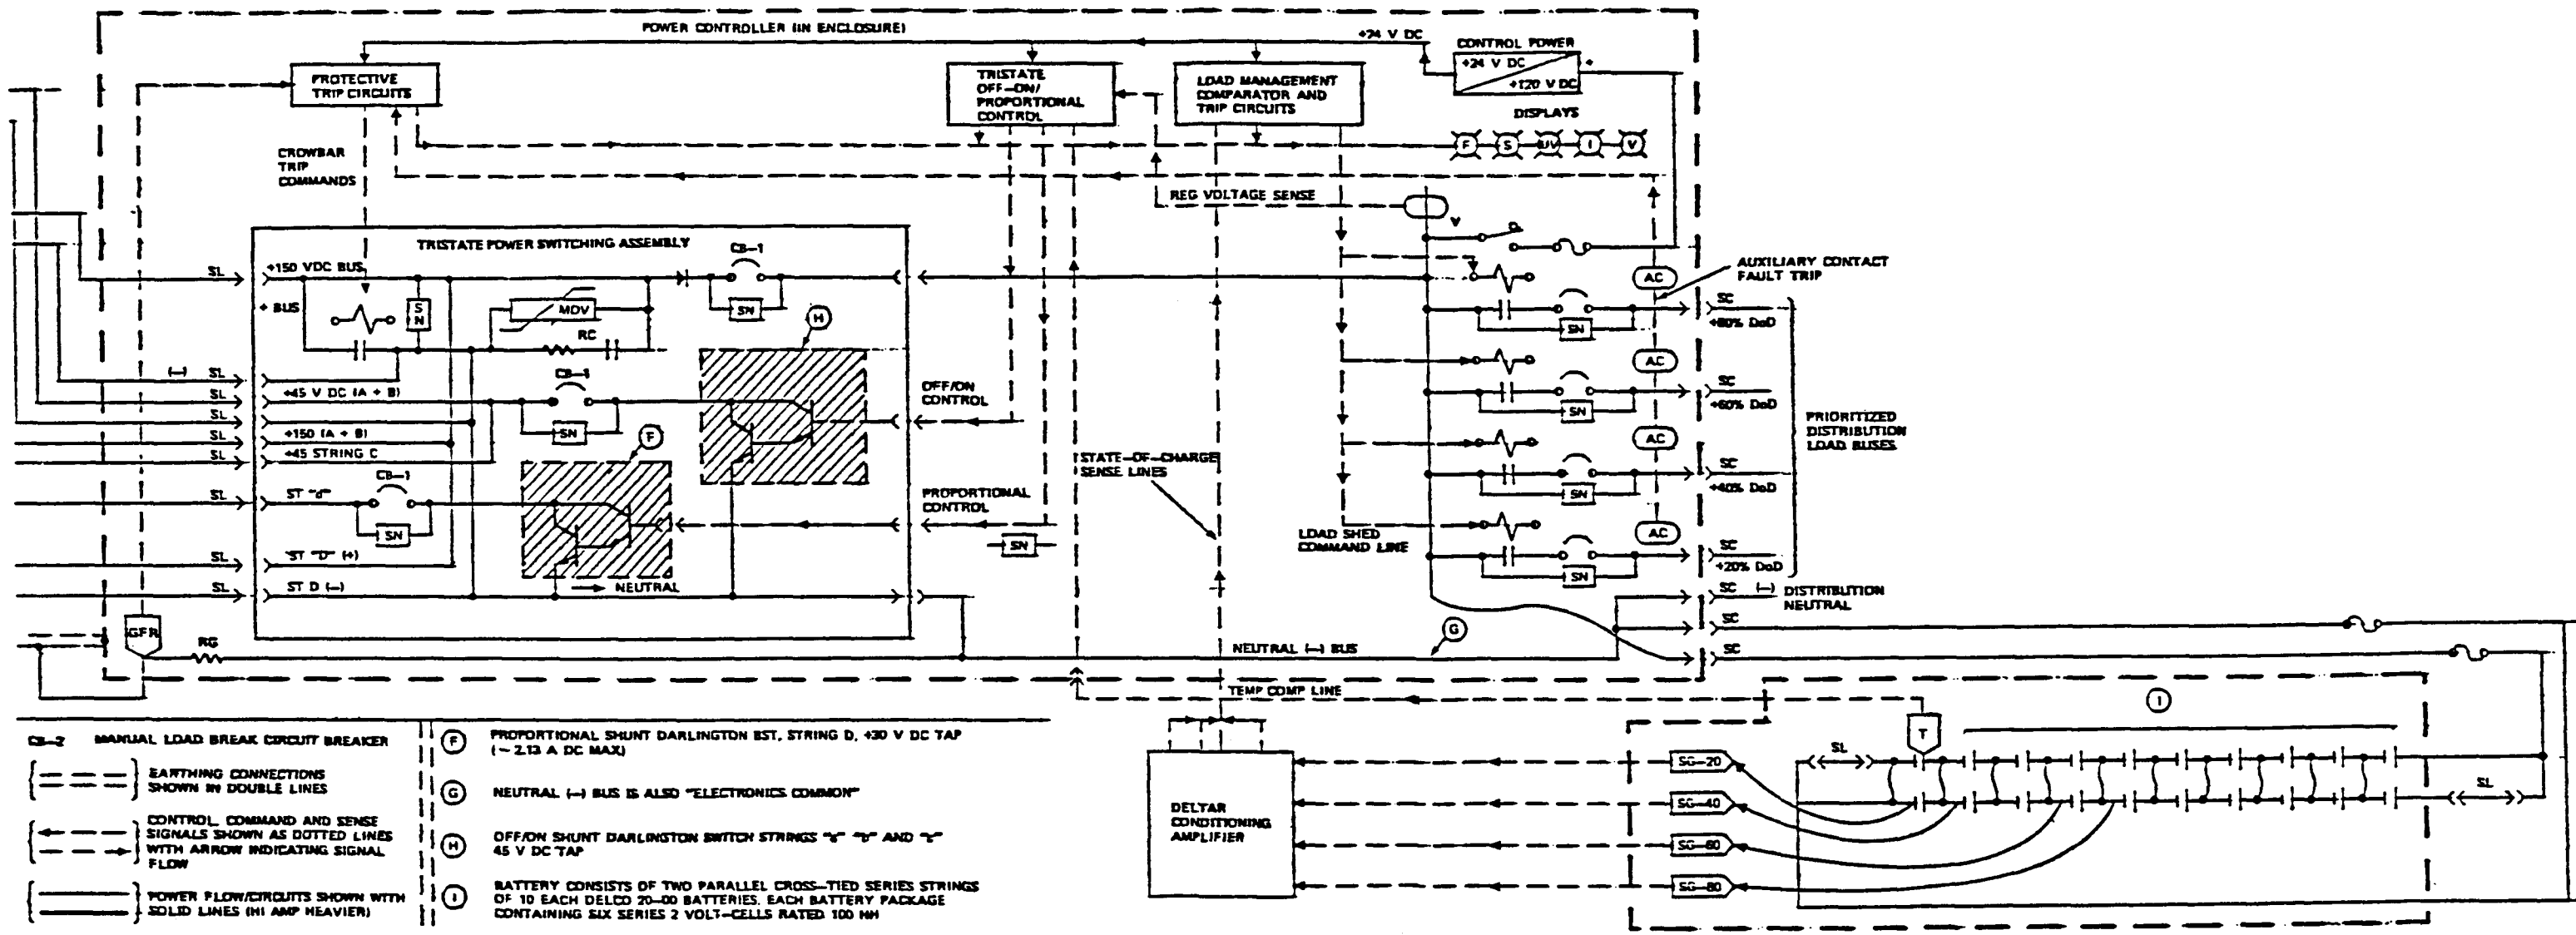 POWER CONTROLLER (IN ENCLOSURE)
+24 V DC
CONTROL POWER
+24 V DC
+
+120 V DC
PROTECTIVE
TRIP CIRCUITS
TRISTATE
OFF-ON/
PROPORTIONAL
CONTROL
LOAD MANAGEMENT
COMPARATOR AND
TRIP CIRCUITS
DISPLAYS
F S UV I V
CROWBAR
TRIP
COMMANDS
REG VOLTAGE SENSE
V
TRISTATE POWER SWITCHING ASSEMBLY
CB-1
SL
+150 VDC BUS
+ BUS
SN
MOV
SN
RC
H
(-)
SL
SL
+45 V DC (A + B)
CB-1
SN
SL
SL
+150 (A + B)
SL
+45 STRING C
F
CB-1
SL
ST "d"
SN
SL
"ST "D" (+)
SL
ST D (-)
NEUTRAL
OFF/ON
CONTROL
PROPORTIONAL
CONTROL
SN
STATE-OF-CHARGE
SENSE LINES
LOAD SHED
COMMAND LINE
AUXILIARY CONTACT
FAULT TRIP
AC
SC
SN
+80% DoD
AC
SC
SN
+60% DoD
AC
SC
SN
+40% DoD
AC
SC
SN
+20% DoD
PRIORITIZED
DISTRIBUTION
LOAD BUSES
SC (-) DISTRIBUTION
NEUTRAL
SC
SC
GFR
RG
NEUTRAL (-) BUS
G
TEMP COMP LINE
I
T
SL
SL
DELTAR
CONDITIONING
AMPLIFIER
SG-20
SG-40
SG-60
SG-80
CB-2 MANUAL LOAD BREAK CIRCUIT BREAKER
EARTHING CONNECTIONS
SHOWN IN DOUBLE LINES
CONTROL, COMMAND AND SENSE
SIGNALS SHOWN AS DOTTED LINES
WITH ARROW INDICATING SIGNAL
FLOW
POWER FLOW/CIRCUITS SHOWN WITH
SOLID LINES (HI AMP HEAVIER)
F PROPORTIONAL SHUNT DARLINGTON BST, STRING D, +30 V DC TAP
(~ 2.13 A DC MAX)
G NEUTRAL (-) BUS IS ALSO "ELECTRONICS COMMON"
H OFF/ON SHUNT DARLINGTON SWITCH STRINGS "a" "b" AND "c"
45 V DC TAP
I BATTERY CONSISTS OF TWO PARALLEL CROSS-TIED SERIES STRINGS
OF 10 EACH DELCO 20-00 BATTERIES. EACH BATTERY PACKAGE
CONTAINING SIX SERIES 2 VOLT-CELLS RATED 100 HH